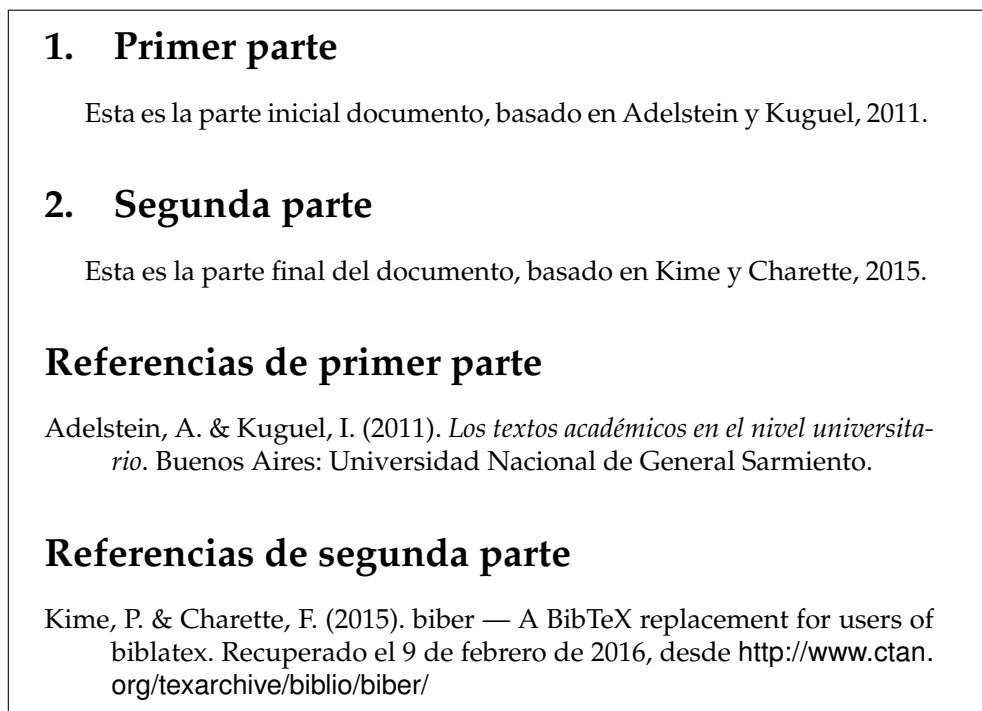 1. Primer parte
Esta es la parte inicial documento, basado en Adelstein y Kuguel, 2011.
2. Segunda parte
Esta es la parte final del documento, basado en Kime y Charette, 2015.
Referencias de primer parte
Adelstein, A. & Kuguel, I. (2011). Los textos académicos en el nivel universita-
rio. Buenos Aires: Universidad Nacional de General Sarmiento.
Referencias de segunda parte
Kime, P. & Charette, F. (2015). biber — A BibTeX replacement for users of
biblatex. Recuperado el 9 de febrero de 2016, desde http://www.ctan.
org/texarchive/biblio/biber/